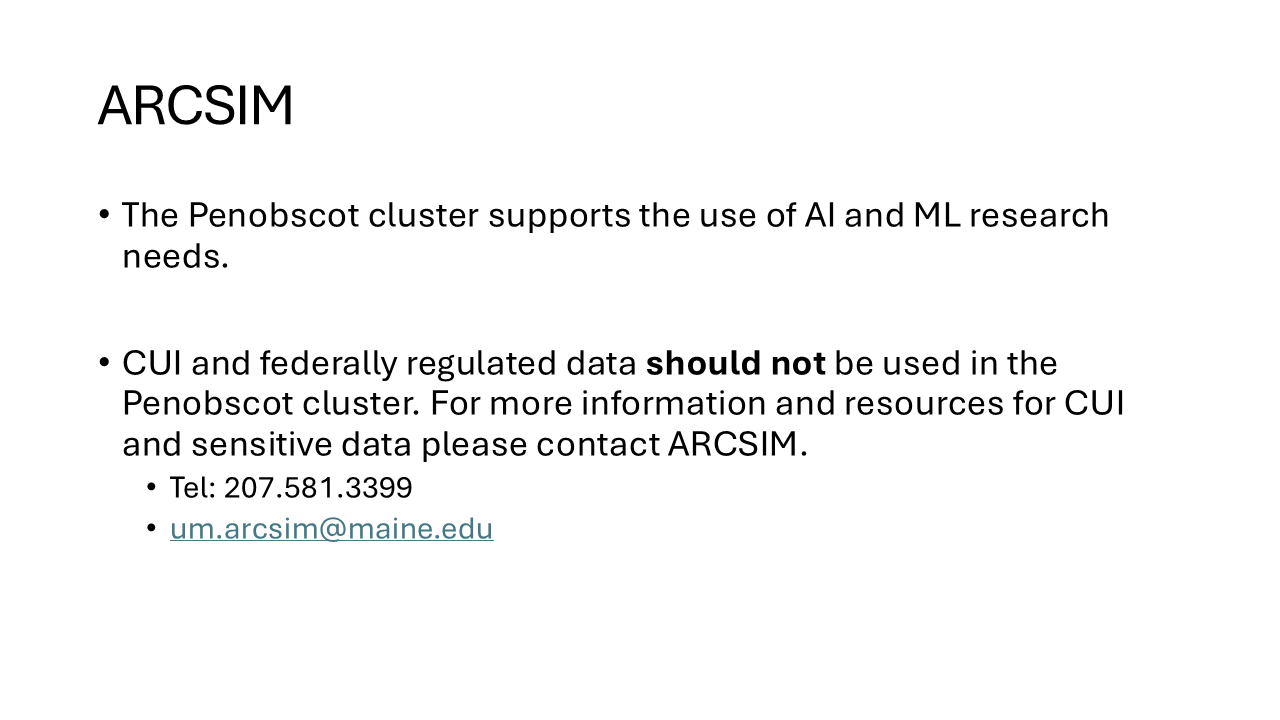 ARCSIM
• The Penobscot cluster supports the use of AI and ML research
needs.
• CUI and federally regulated data should not be used in the
Penobscot cluster. For more information and resources for CUI
and sensitive data please contact ARCSIM.
• Tel: 207.581.3399
• um.arcsim@maine.edu